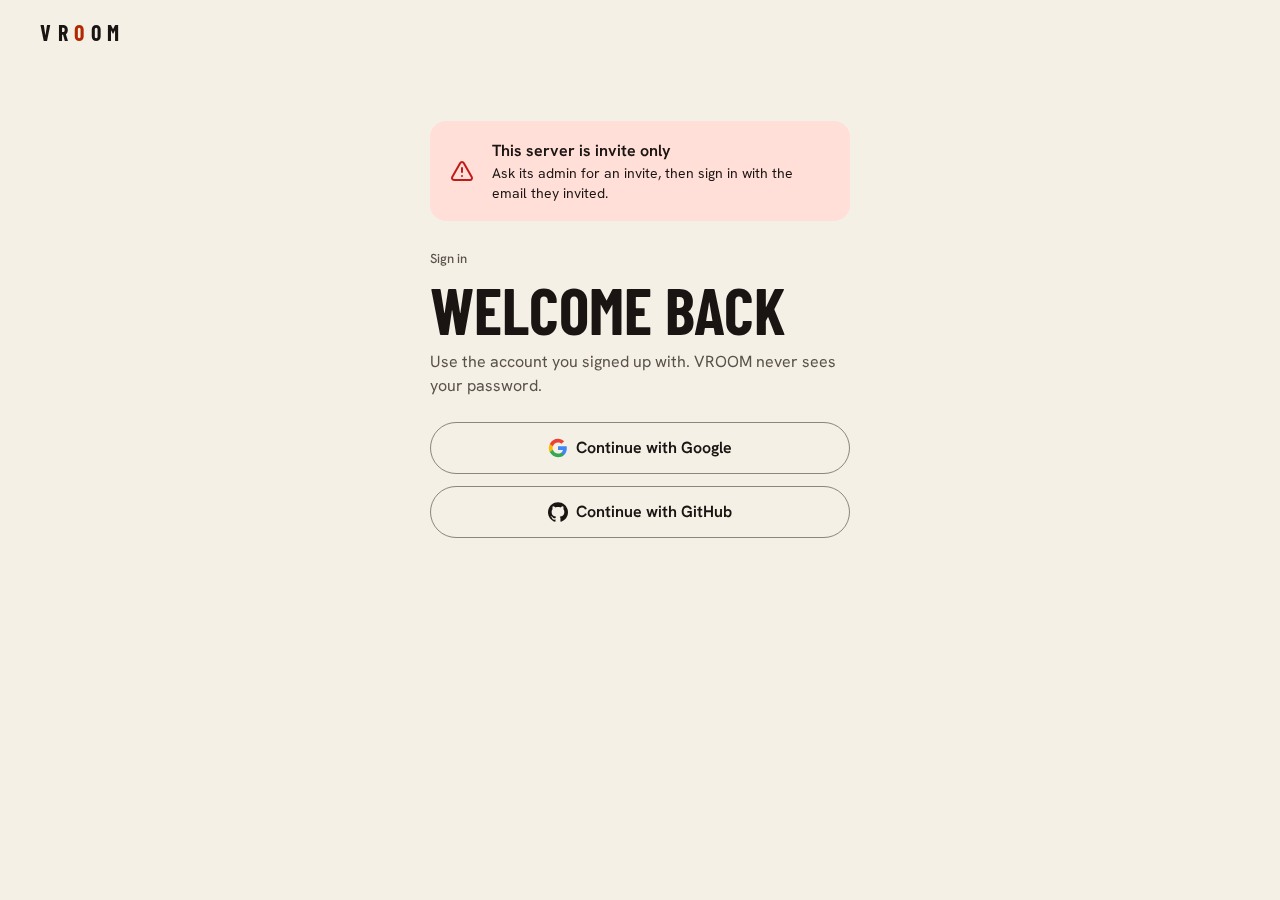 VROOM
This server is invite only
Ask its admin for an invite, then sign in with the
email they invited.
Sign in
WELCOME BACK
Use the account you signed up with. VROOM never sees
your password.
Continue with Google
Continue with GitHub